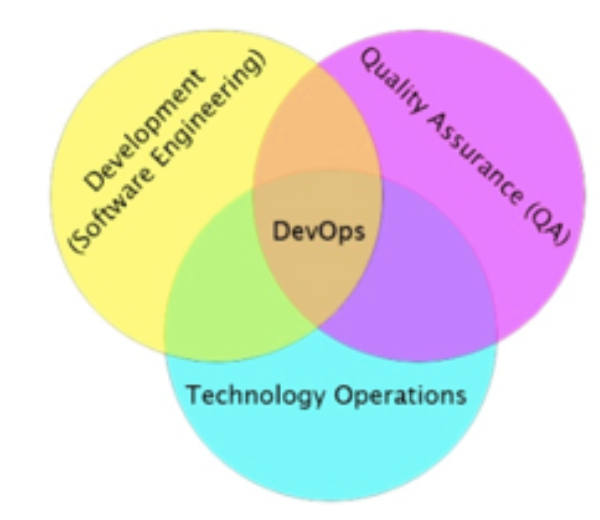 Development
(Software Engineering)
Quality Assurance (QA)
DevOps
Technology Operations